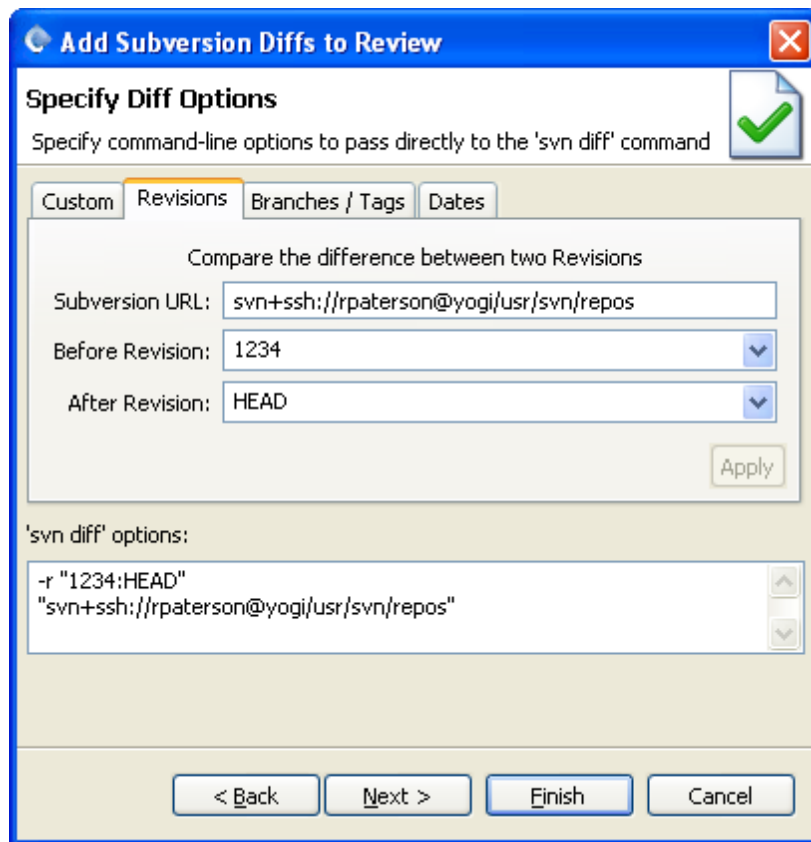 Add Subversion Diffs to Review
Specify Diff Options
Specify command-line options to pass directly to the 'svn diff' command
Custom Revisions Branches / Tags Dates
Compare the difference between two Revisions
Subversion URL: svn+ssh://rpaterson@yogi/usr/svn/repos
Before Revision: 1234
After Revision: HEAD
Apply
'svn diff' options:
-r "1234:HEAD"
"svn+ssh://rpaterson@yogi/usr/svn/repos"
< Back Next > Finish Cancel